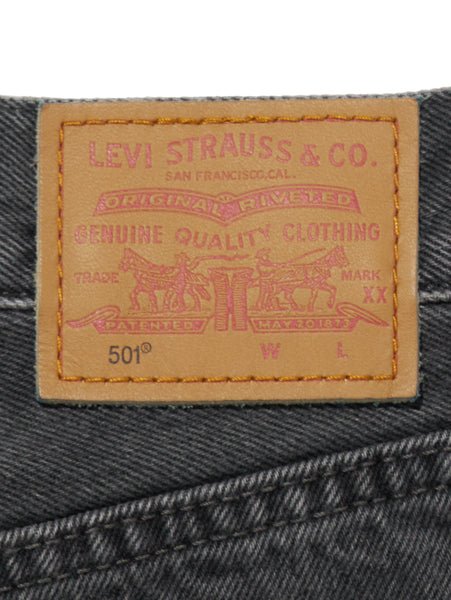 LEVI STRAUSS & CO.
SAN FRANCISCO, CAL.
ORIGINAL RIVETED
GENUINE QUALITY CLOTHING
TRADE MARK
XX
PATENTED MAY 20 1873
501® W L